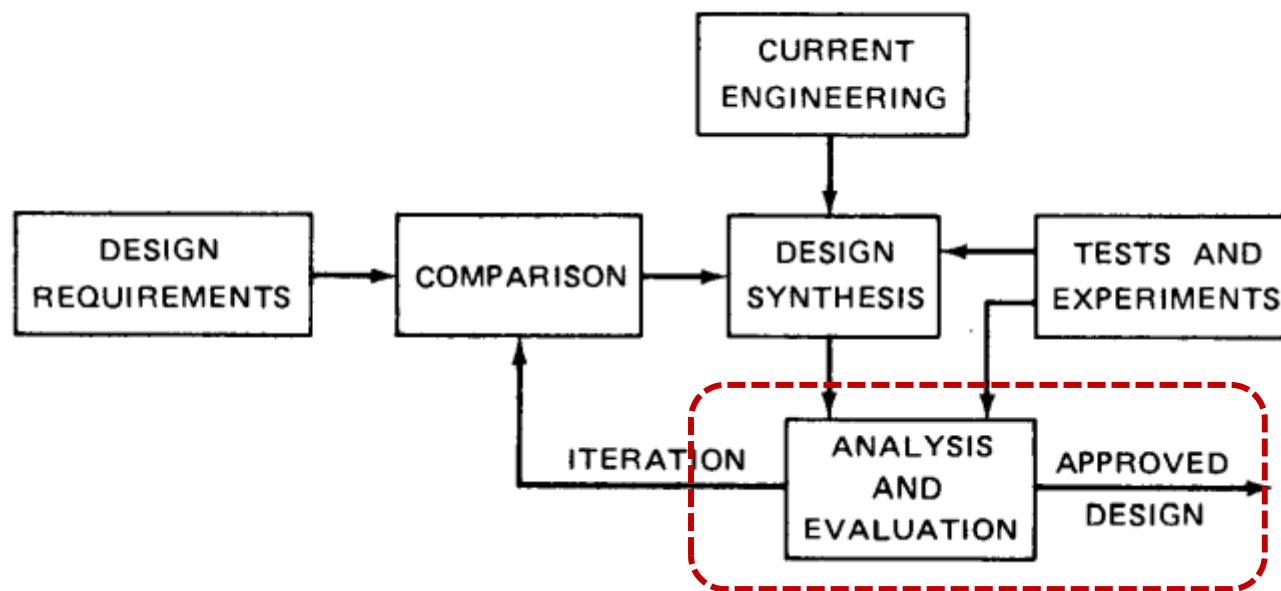 CURRENT
ENGINEERING
DESIGN
REQUIREMENTS
COMPARISON
DESIGN
SYNTHESIS
TESTS AND
EXPERIMENTS
ITERATION
ANALYSIS
AND
EVALUATION
APPROVED
DESIGN